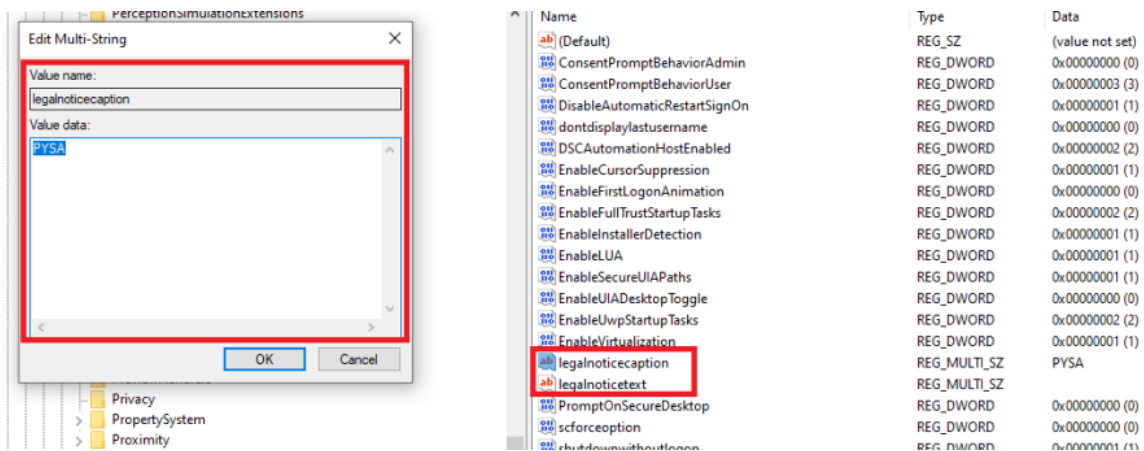 PerceptionSimulationExtensions
Edit Multi-String
Value name:
legalnoticecaption
Value data:
PYSA
OK Cancel
Privacy
PropertySystem
Proximity
Name Type Data
(Default) REG_SZ (value not set)
ConsentPromptBehaviorAdmin REG_DWORD 0x00000000 (0)
ConsentPromptBehaviorUser REG_DWORD 0x00000003 (3)
DisableAutomaticRestartSignOn REG_DWORD 0x00000001 (1)
dontdisplaylastusername REG_DWORD 0x00000000 (0)
DSCAutomationHostEnabled REG_DWORD 0x00000002 (2)
EnableCursorSuppression REG_DWORD 0x00000001 (1)
EnableFirstLogonAnimation REG_DWORD 0x00000000 (0)
EnableFullTrustStartupTasks REG_DWORD 0x00000002 (2)
EnableInstallerDetection REG_DWORD 0x00000001 (1)
EnableLUA REG_DWORD 0x00000001 (1)
EnableSecureUIAPaths REG_DWORD 0x00000001 (1)
EnableUIADesktopToggle REG_DWORD 0x00000000 (0)
EnableUwpStartupTasks REG_DWORD 0x00000002 (2)
EnableVirtualization REG_DWORD 0x00000001 (1)
legalnoticecaption REG_MULTI_SZ PYSA
legalnoticetext REG_MULTI_SZ
PromptOnSecureDesktop REG_DWORD 0x00000000 (0)
scforceoption REG_DWORD 0x00000000 (0)
shutdownwithoutlogon REG_DWORD 0x00000001 (1)